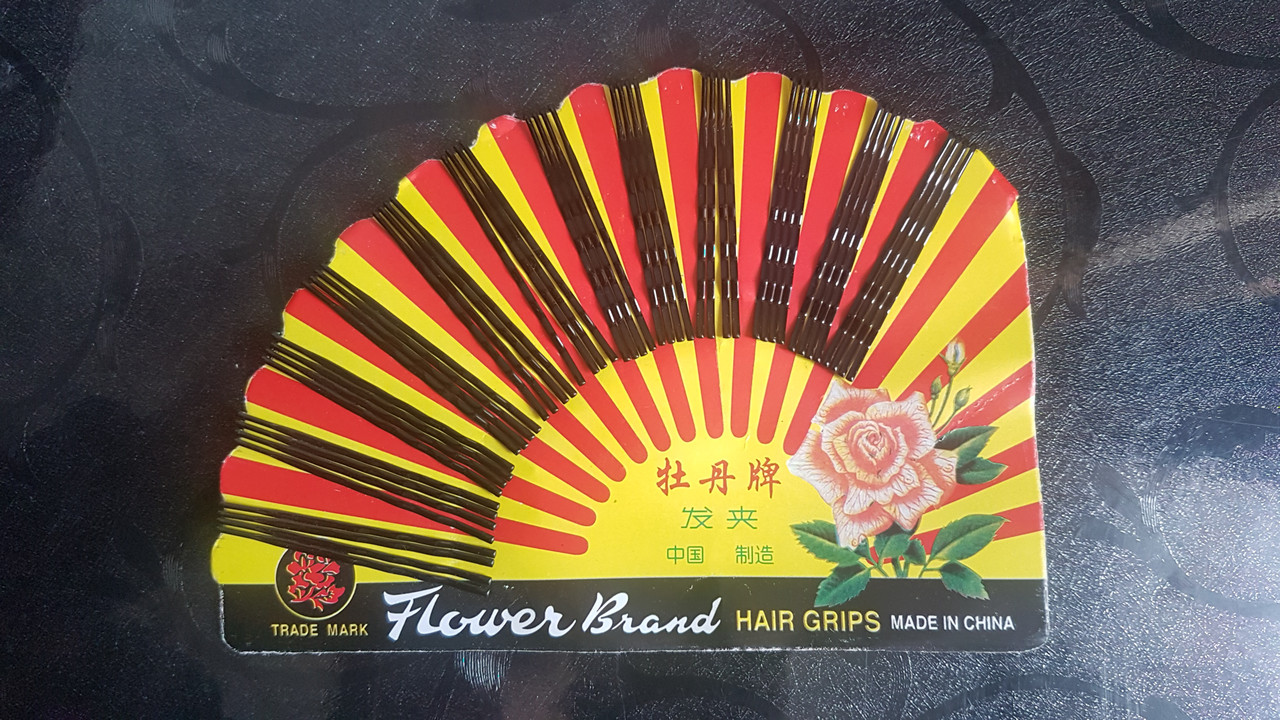 牡丹牌
发夹
中国 制造
TRADE MARK
Flower Brand HAIR GRIPS MADE IN CHINA